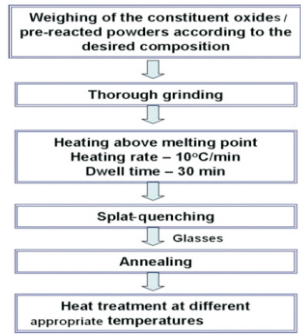 Weighing of the constituent oxides/
pre-reacted powders according to the
desired composition
Thorough grinding
Heating above melting point
Heating rate – 10°C/min
Dwell time – 30 min
Splat-quenching
Glasses
Annealing
Heat treatment at different
appropriate temperatures